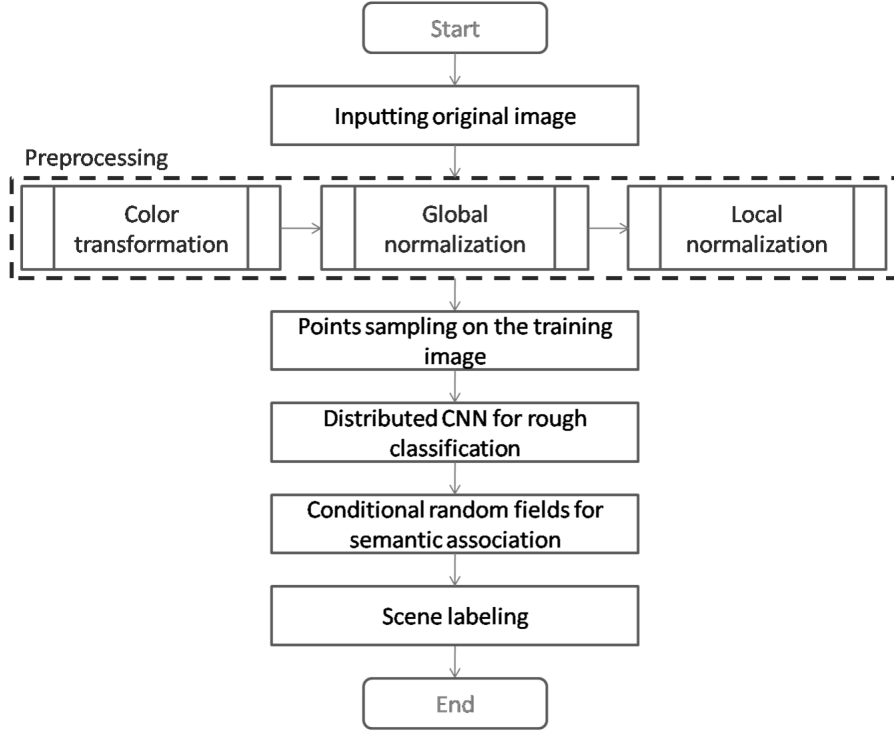 Start
Inputting original image
Preprocessing
Color
transformation
Global
normalization
Local
normalization
Points sampling on the training
image
Distributed CNN for rough
classification
Conditional random fields for
semantic association
Scene labeling
End